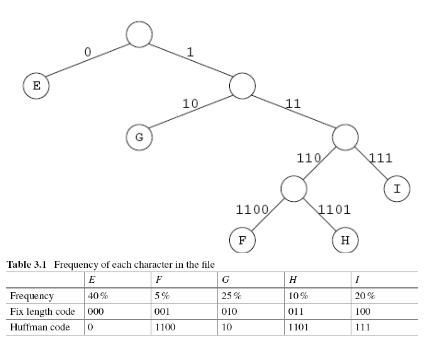 0 1
E
10 11
G
110 111
I
1100 1101
F H
Table 3.1 Frequency of each character in the file
E F G H I
Frequency 40 % 5 % 25 % 10 % 20 %
Fix length code 000 001 010 011 100
Huffman code 0 1100 10 1101 111